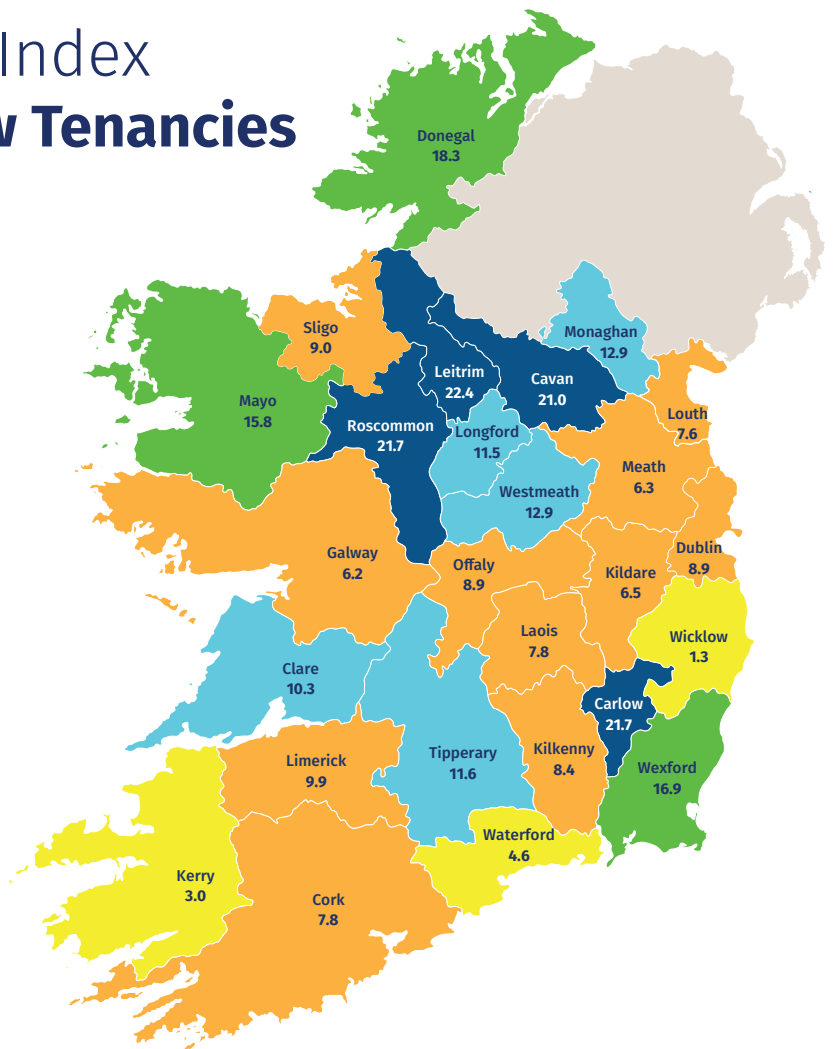 Index
w Tenancies
Donegal
18.3
Monaghan
12.9
Sligo
9.0
Leitrim
22.4
Cavan
21.0
Mayo
15.8
Roscommon
21.7
Longford
11.5
Louth
7.6
Meath
6.3
Westmeath
12.9
Galway
6.2
Offaly
8.9
Dublin
8.9
Kildare
6.5
Laois
7.8
Wicklow
1.3
Clare
10.3
Carlow
21.7
Limerick
9.9
Tipperary
11.6
Kilkenny
8.4
Wexford
16.9
Waterford
4.6
Kerry
3.0
Cork
7.8